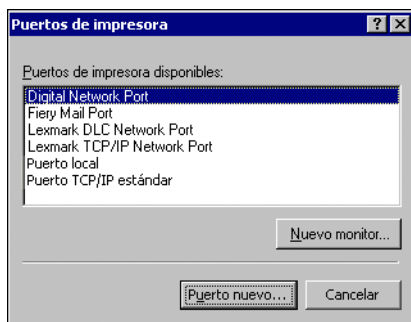 Puertos de impresora
Puertos de impresora disponibles:
Digital Network Port
Fiery Mail Port
Lexmark DLC Network Port
Lexmark TCP/IP Network Port
Puerto local
Puerto TCP/IP estándar
Nuevo monitor...
Puerto nuevo... Cancelar